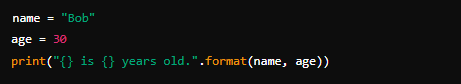 name = "Bob"
age = 30
print("{} is {} years old.".format(name, age))